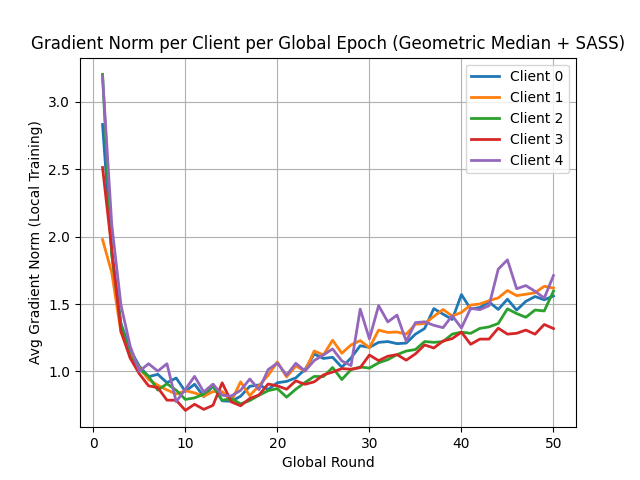 Gradient Norm per Client per Global Epoch (Geometric Median + SASS)
Client 0
Client 1
Client 2
Client 3
Client 4
Avg Gradient Norm (Local Training)
3.0
2.5
2.0
1.5
1.0
0 10 20 30 40 50
Global Round